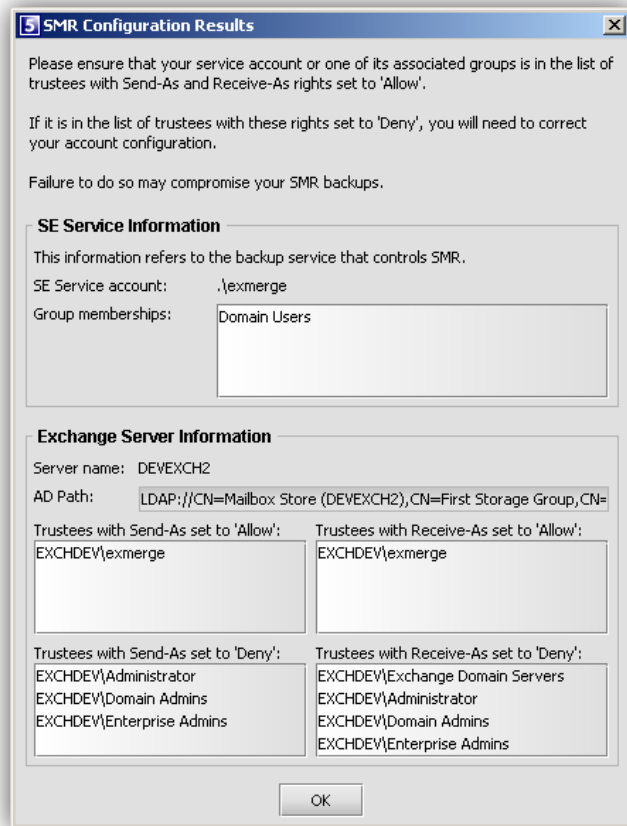 5 SMR Configuration Results
Please ensure that your service account or one of its associated groups is in the list of
trustees with Send-As and Receive-As rights set to 'Allow'.
If it is in the list of trustees with these rights set to 'Deny', you will need to correct
your account configuration.
Failure to do so may compromise your SMR backups.
SE Service Information
This information refers to the backup service that controls SMR.
SE Service account: .\exmerge
Group memberships: Domain Users
Exchange Server Information
Server name: DEVEXCH2
AD Path: LDAP://CN=Mailbox Store (DEVEXCH2),CN=First Storage Group,CN=
Trustees with Send-As set to 'Allow':
EXCHDEV\exmerge
Trustees with Receive-As set to 'Allow':
EXCHDEV\exmerge
Trustees with Send-As set to 'Deny':
EXCHDEV\Administrator
EXCHDEV\Domain Admins
EXCHDEV\Enterprise Admins
Trustees with Receive-As set to 'Deny':
EXCHDEV\Exchange Domain Servers
EXCHDEV\Administrator
EXCHDEV\Domain Admins
EXCHDEV\Enterprise Admins
OK